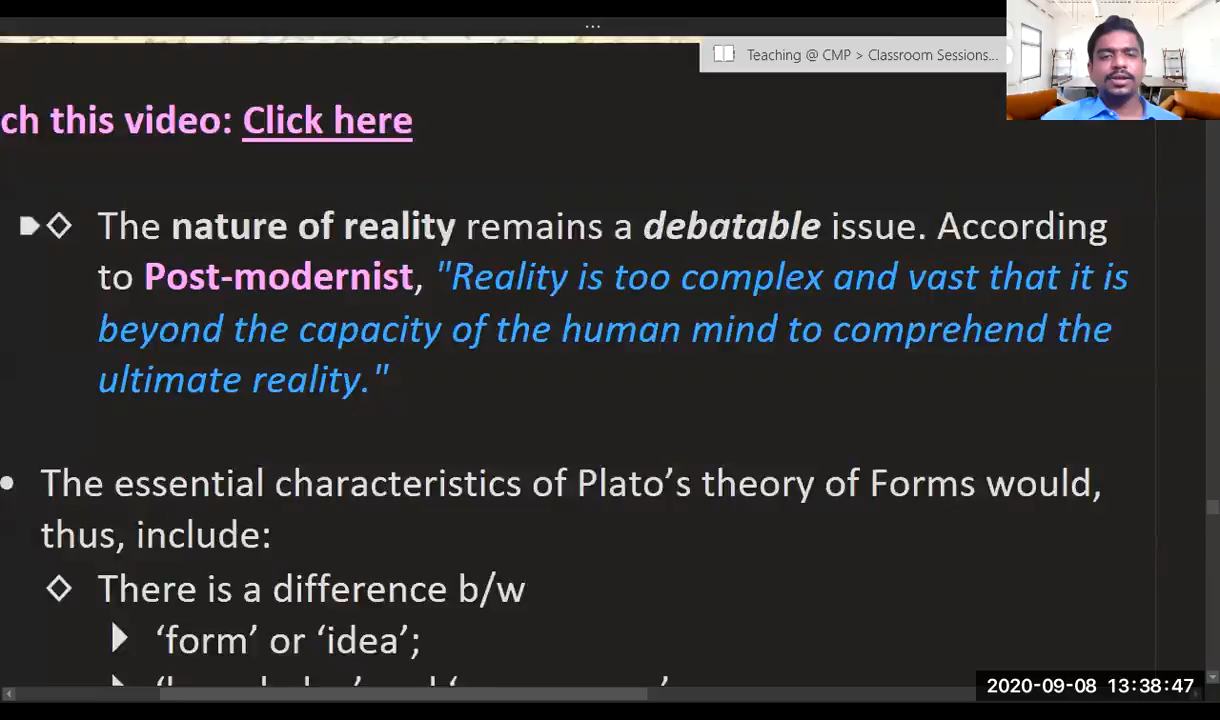 ...
Teaching @ CMP > Classroom Sessions...
ch this video: Click here
The nature of reality remains a debatable issue. According
to Post-modernist, "Reality is too complex and vast that it is
beyond the capacity of the human mind to comprehend the
ultimate reality."
• The essential characteristics of Plato’s theory of Forms would,
thus, include:
There is a difference b/w
‘form’ or ‘idea’;
2020-09-08 13:38:47